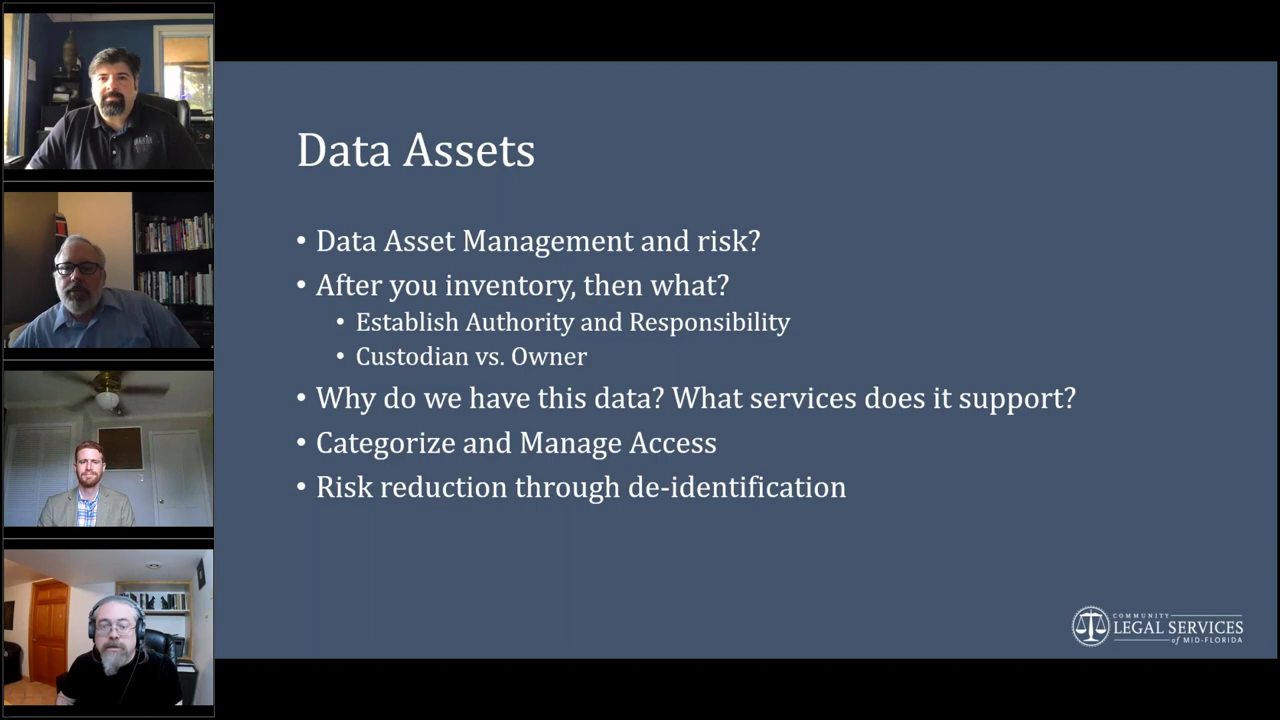 Data Assets
• Data Asset Management and risk?
• After you inventory, then what?
• Establish Authority and Responsibility
• Custodian vs. Owner
• Why do we have this data? What services does it support?
• Categorize and Manage Access
• Risk reduction through de-identification
COMMUNITY
LEGAL SERVICES
of MID-FLORIDA